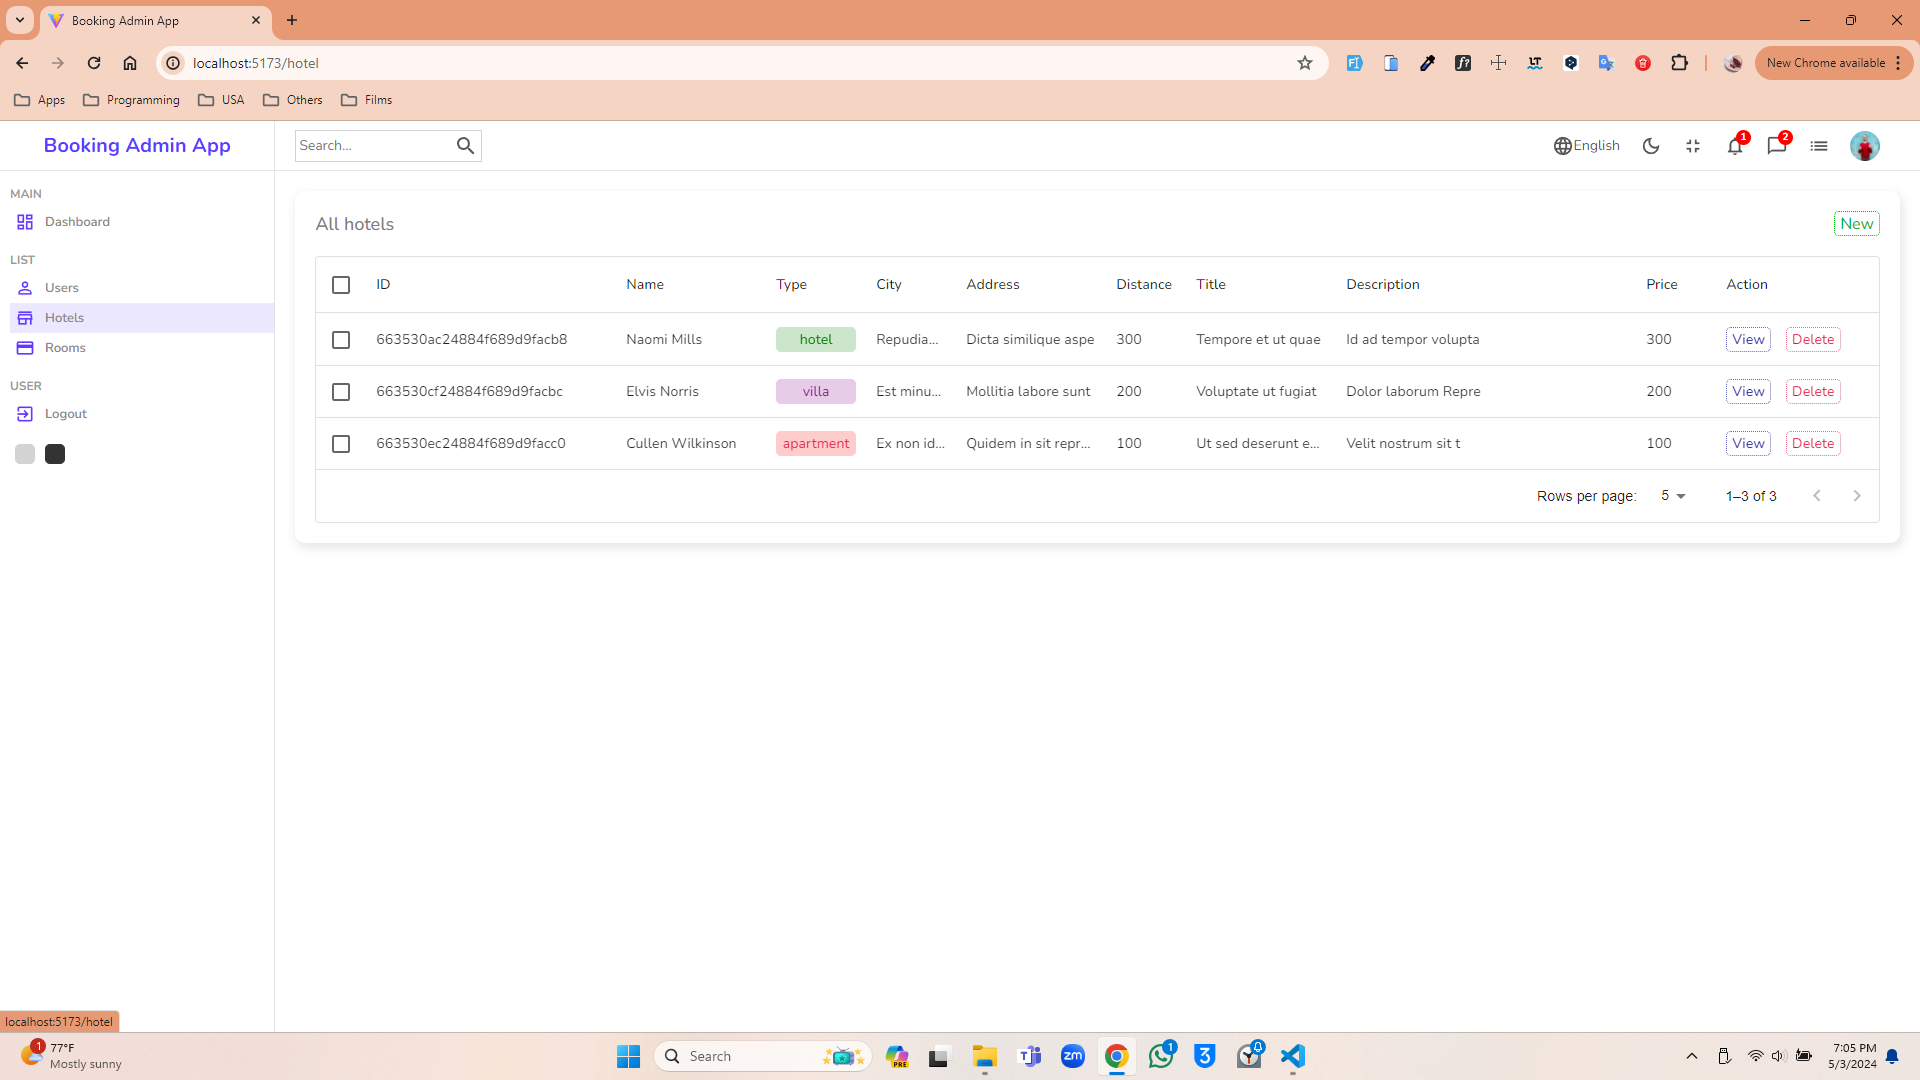 Booking Admin App
localhost:5173/hotel
New Chrome available
Apps Programming USA Others Films
Booking Admin App
Search...
English
1
2
MAIN
Dashboard
LIST
Users
Hotels
Rooms
USER
Logout
All hotels
New
ID Name Type City Address Distance Title Description Price Action
663530ac24884f689d9facb8 Naomi Mills hotel Repudia... Dicta similique aspe 300 Tempore et ut quae Id ad tempor volupta 300 View Delete
663530cf24884f689d9facbc Elvis Norris villa Est minu... Mollitia labore sunt 200 Voluptate ut fugiat Dolor laborum Repre 200 View Delete
663530ec24884f689d9facc0 Cullen Wilkinson apartment Ex non id... Quidem in sit repr... 100 Ut sed deserunt e... Velit nostrum sit t 100 View Delete
Rows per page: 5 1–3 of 3
localhost:5173/hotel
1
77°F
Mostly sunny
Search
PRE
zm
1
7:05 PM
5/3/2024